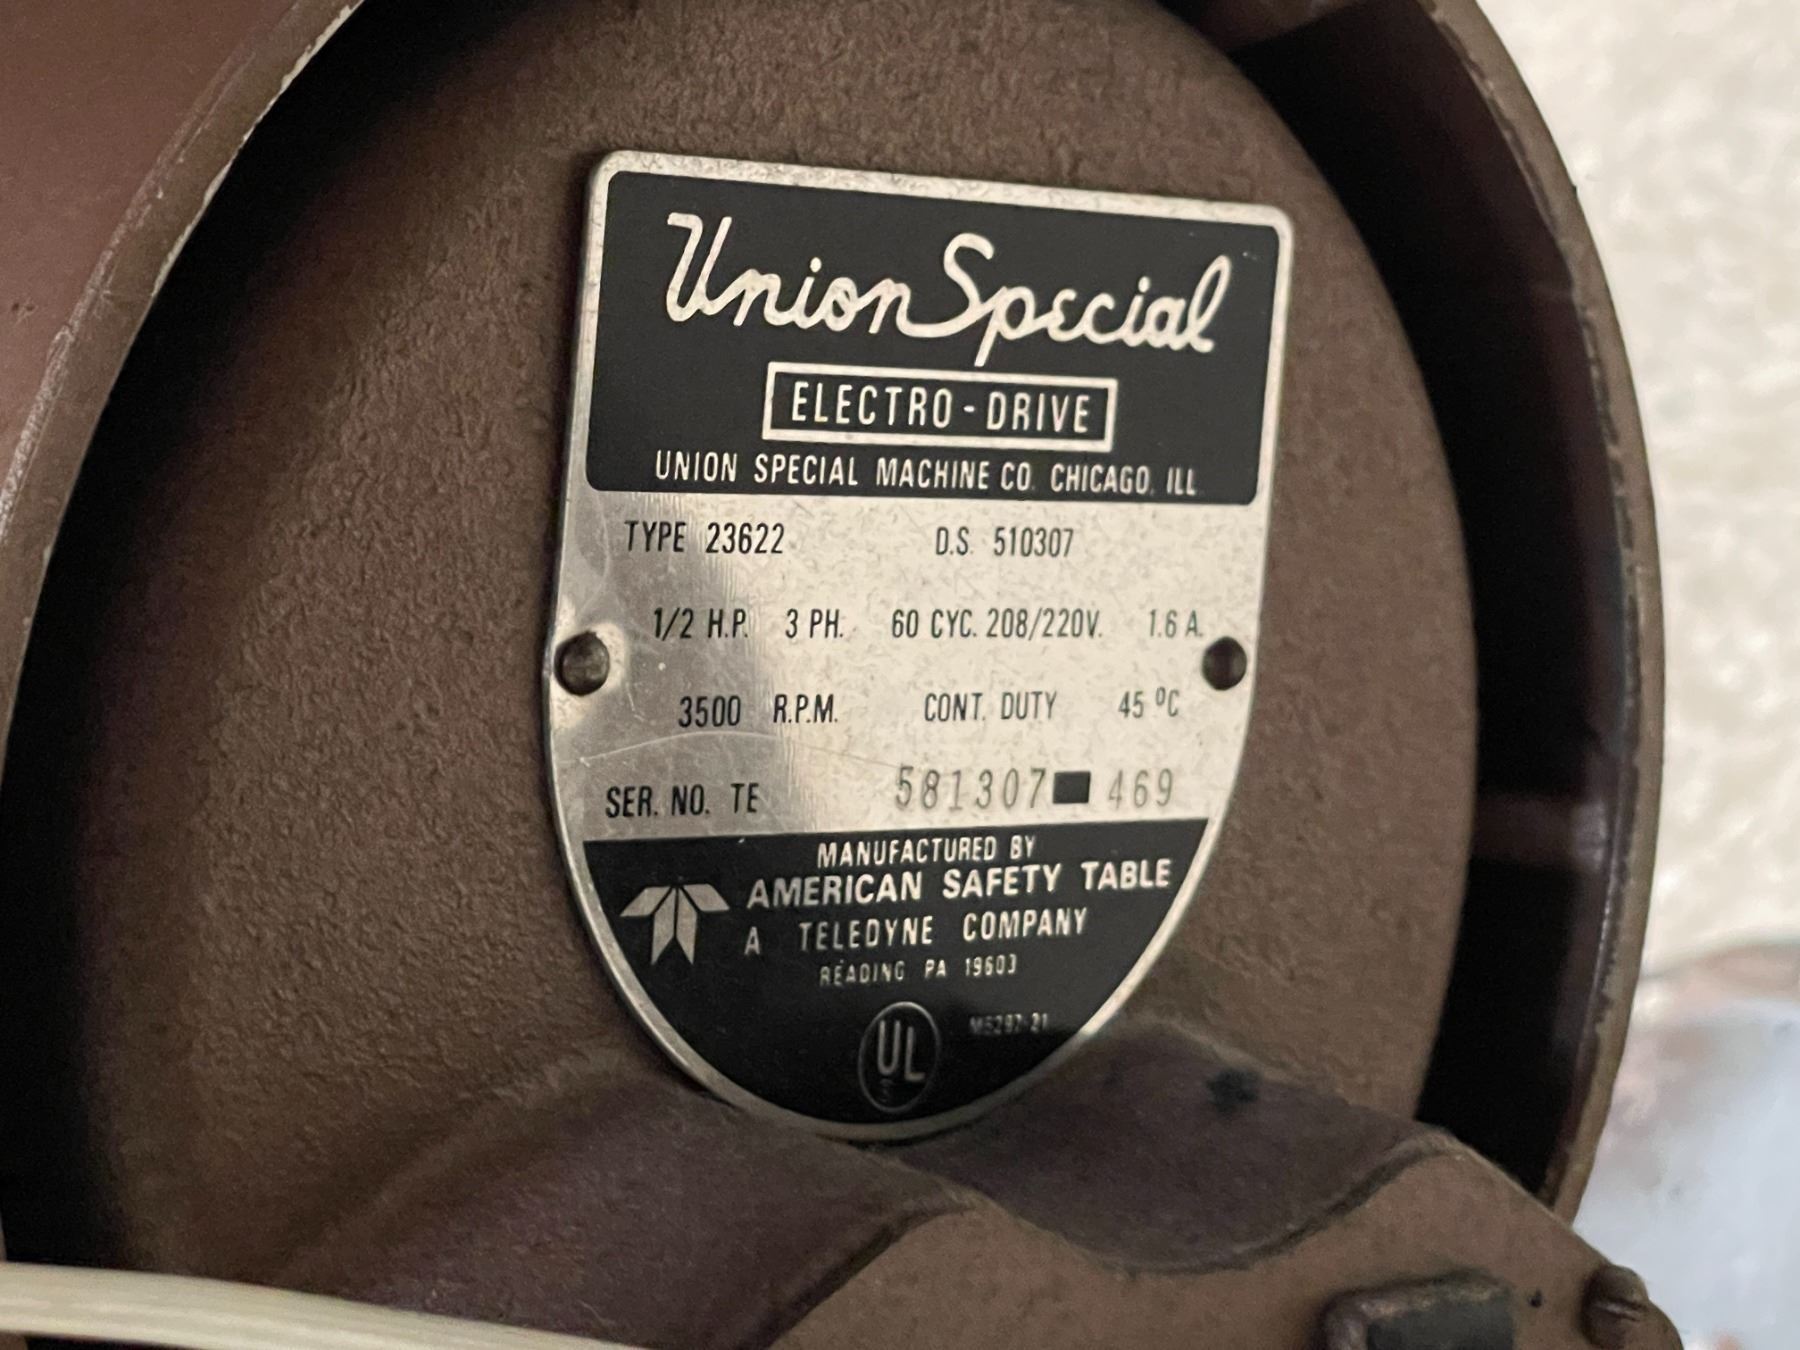 Union Special
ELECTRO-DRIVE
UNION SPECIAL MACHINE CO. CHICAGO, ILL
TYPE 23622 D.S. 510307
1/2 H.P. 3 PH. 60 CYC. 208/220V. 1.6 A.
3500 R.P.M. CONT. DUTY 45 °C
SER. NO. TE 581307■469
MANUFACTURED BY
AMERICAN SAFETY TABLE
A TELEDYNE COMPANY
READING PA 19603
UL